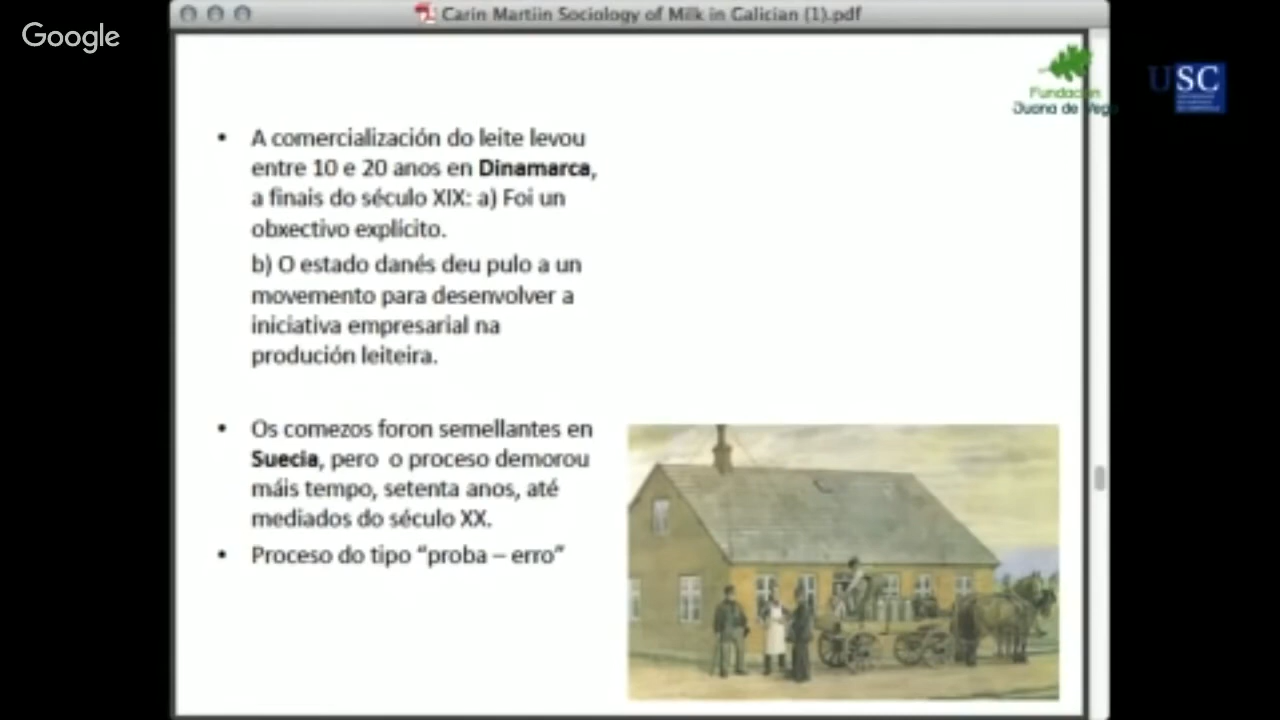 Google
Carin Martiin Sociology of Milk in Galician (1).pdf
Fundación
Juana de Vega
USC
• A comercialización do leite levou
entre 10 e 20 anos en Dinamarca,
a finais do século XIX: a) Foi un
obxectivo explícito.
b) O estado danés deu pulo a un
movemento para desenvolver a
iniciativa empresarial na
produción leiteira.
• Os comezos foron semellantes en
Suecia, pero o proceso demorou
máis tempo, setenta anos, até
mediados do século XX.
• Proceso do tipo “proba – erro”